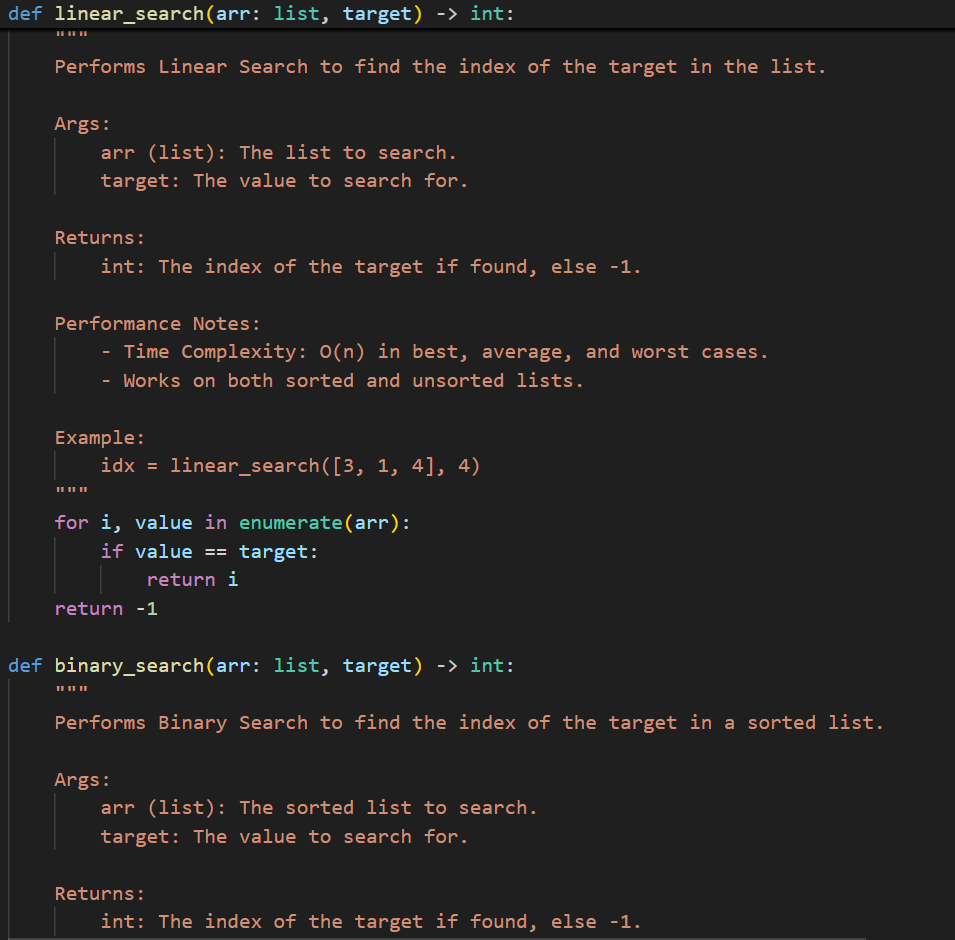 def linear_search(arr: list, target) -> int:
    """
    Performs Linear Search to find the index of the target in the list.

    Args:
        arr (list): The list to search.
        target: The value to search for.

    Returns:
        int: The index of the target if found, else -1.

    Performance Notes:
        - Time Complexity: O(n) in best, average, and worst cases.
        - Works on both sorted and unsorted lists.

    Example:
        idx = linear_search([3, 1, 4], 4)
    """
    for i, value in enumerate(arr):
        if value == target:
            return i
    return -1

def binary_search(arr: list, target) -> int:
    """
    Performs Binary Search to find the index of the target in a sorted list.

    Args:
        arr (list): The sorted list to search.
        target: The value to search for.

    Returns:
        int: The index of the target if found, else -1.